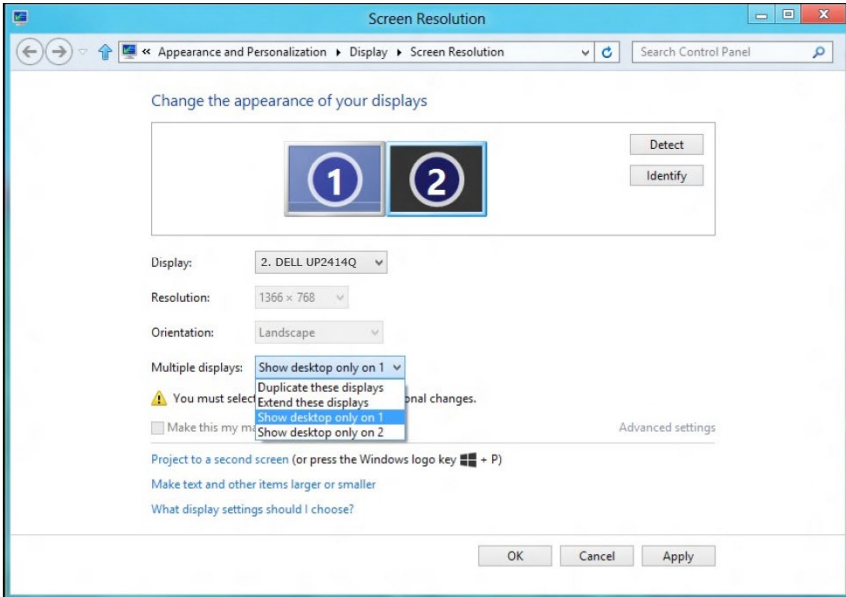 Screen Resolution
« Appearance and Personalization ▸ Display ▸ Screen Resolution
Search Control Panel
Change the appearance of your displays
1 2
Detect
Identify
Display: 2. DELL UP2414Q
Resolution: 1366 × 768
Orientation: Landscape
Multiple displays: Show desktop only on 1
Duplicate these displays
You must select onal changes.
Extend these displays
Show desktop only on 1
Make this my ma
Show desktop only on 2
Advanced settings
Project to a second screen (or press the Windows logo key + P)
Make text and other items larger or smaller
What display settings should I choose?
OK Cancel Apply